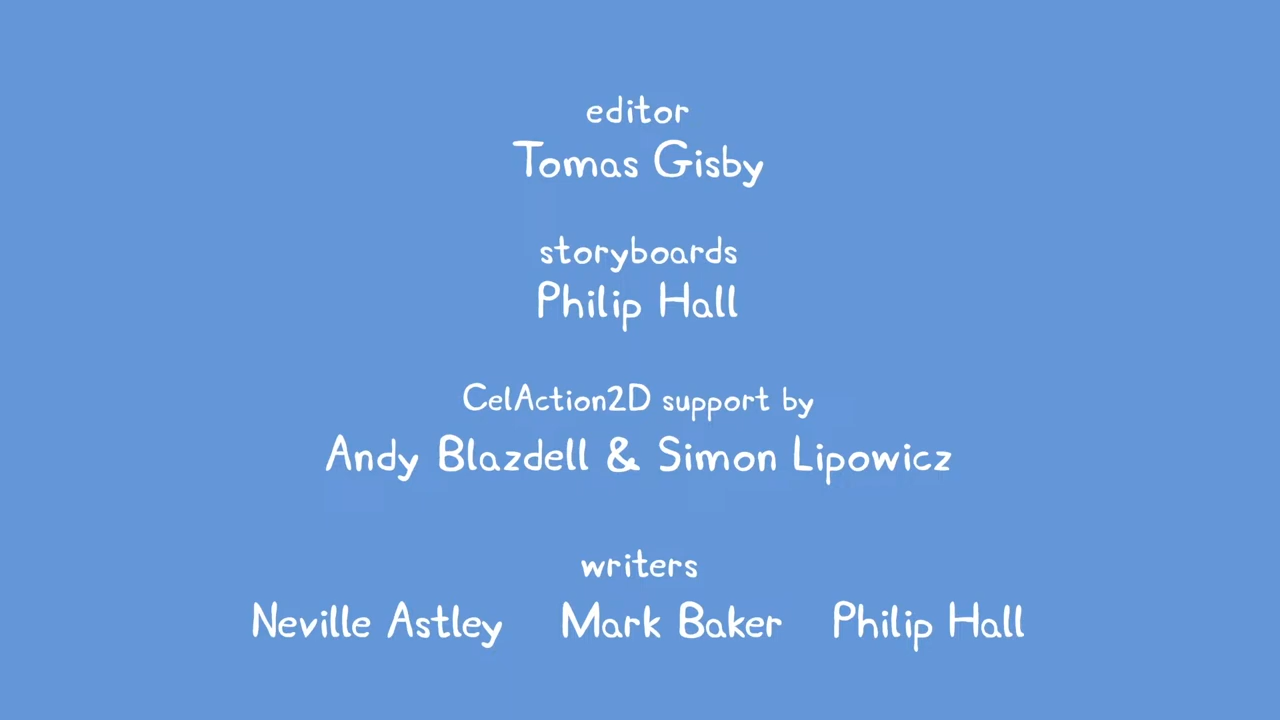 editor
Tomas Gisby
storyboards
Philip Hall
CelAction2D support by
Andy Blazdell & Simon Lipowicz
writers
Neville Astley Mark Baker Philip Hall